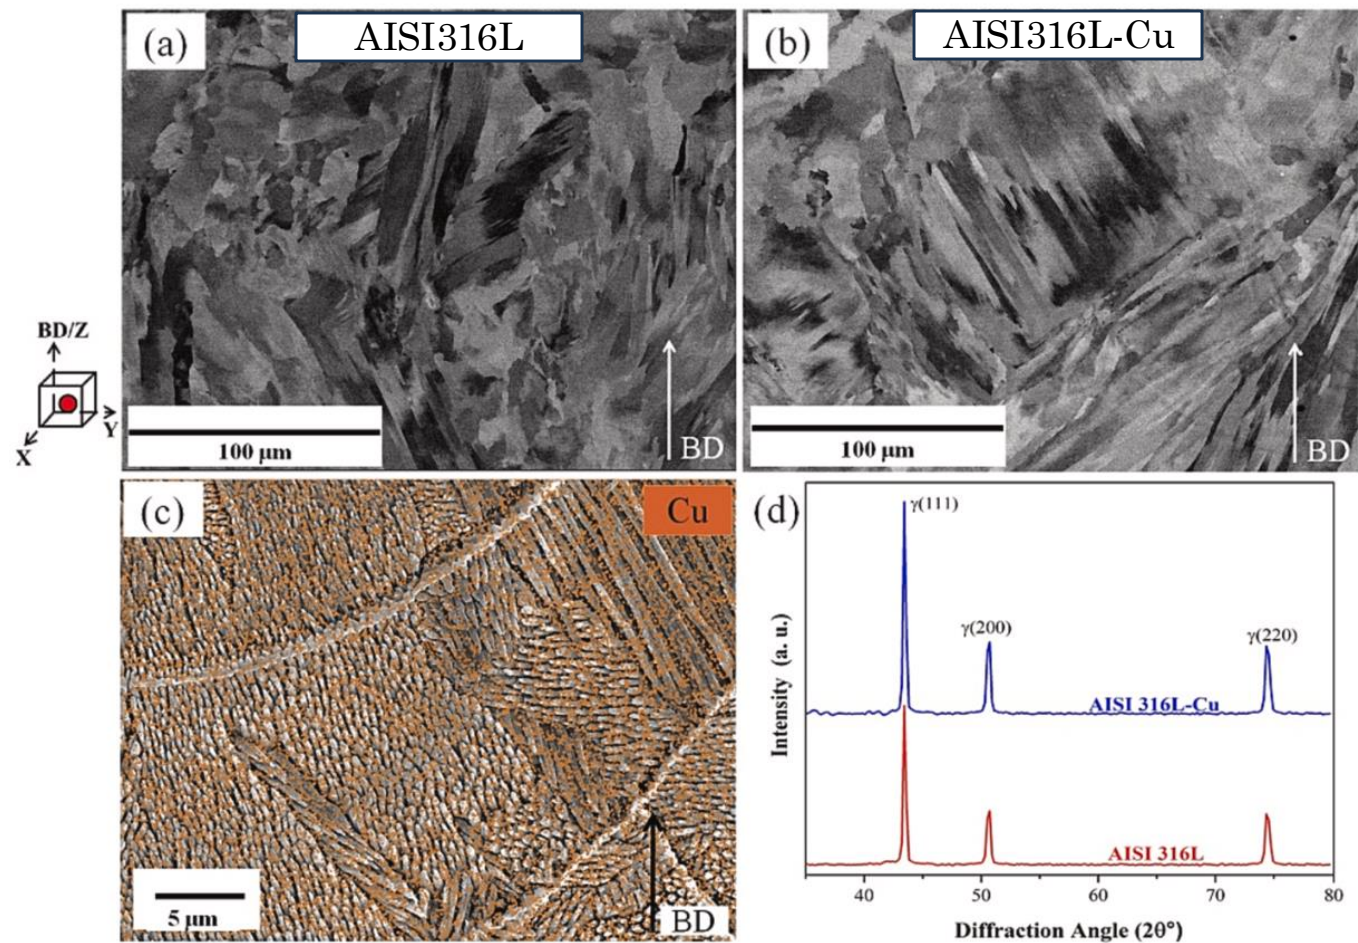 (a)
AISI316L
(b)
AISI316L-Cu
BD/Z
Y
X
100 μm
BD
100 μm
BD
(c)
Cu
5 μm
BD
(d)
γ(111)
γ(200)
γ(220)
AISI 316L-Cu
AISI 316L
Intensity (a. u.)
40 50 60 70 80
Diffraction Angle (2θ°)